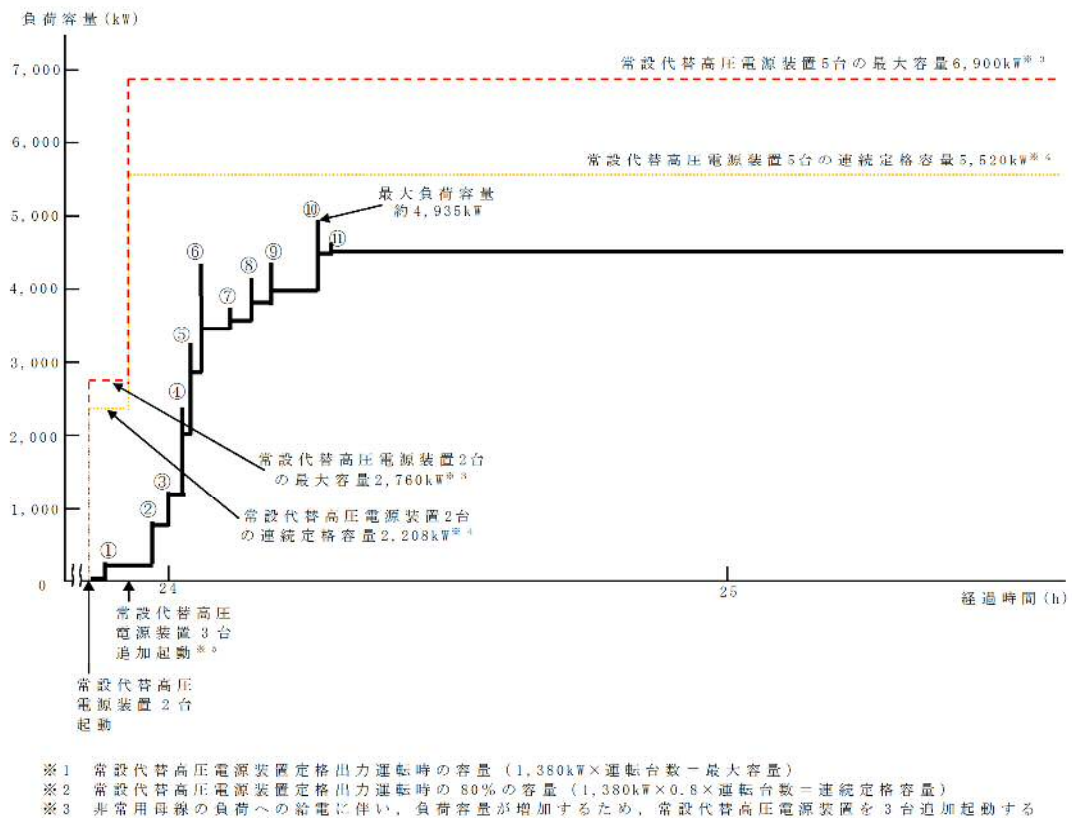 負荷容量(kW)
7,000
6,000
5,000
4,000
3,000
2,000
1,000
0
常設代替高圧電源装置5台の最大容量6,900kW※3
常設代替高圧電源装置5台の連続定格容量5,520kW※4
最大負荷容量
約4,935kW
⑩
⑪
⑥
⑨
⑧
⑦
⑤
④
③
②
①
常設代替高圧電源装置2台
の最大容量2,760kW※3
常設代替高圧電源装置2台
の連続定格容量2,208kW※4
24
25
経過時間(h)
常設代替高圧
電源装置3台
追加起動※5
常設代替高圧
電源装置2台
起動
※1 常設代替高圧電源装置定格出力運転時の容量(1,380kW×運転台数=最大容量)
※2 常設代替高圧電源装置定格出力運転時の80%の容量(1,380kW×0.8×運転台数=連続定格容量)
※3 非常用母線の負荷への給電に伴い,負荷容量が増加するため,常設代替高圧電源装置を3台追加起動する